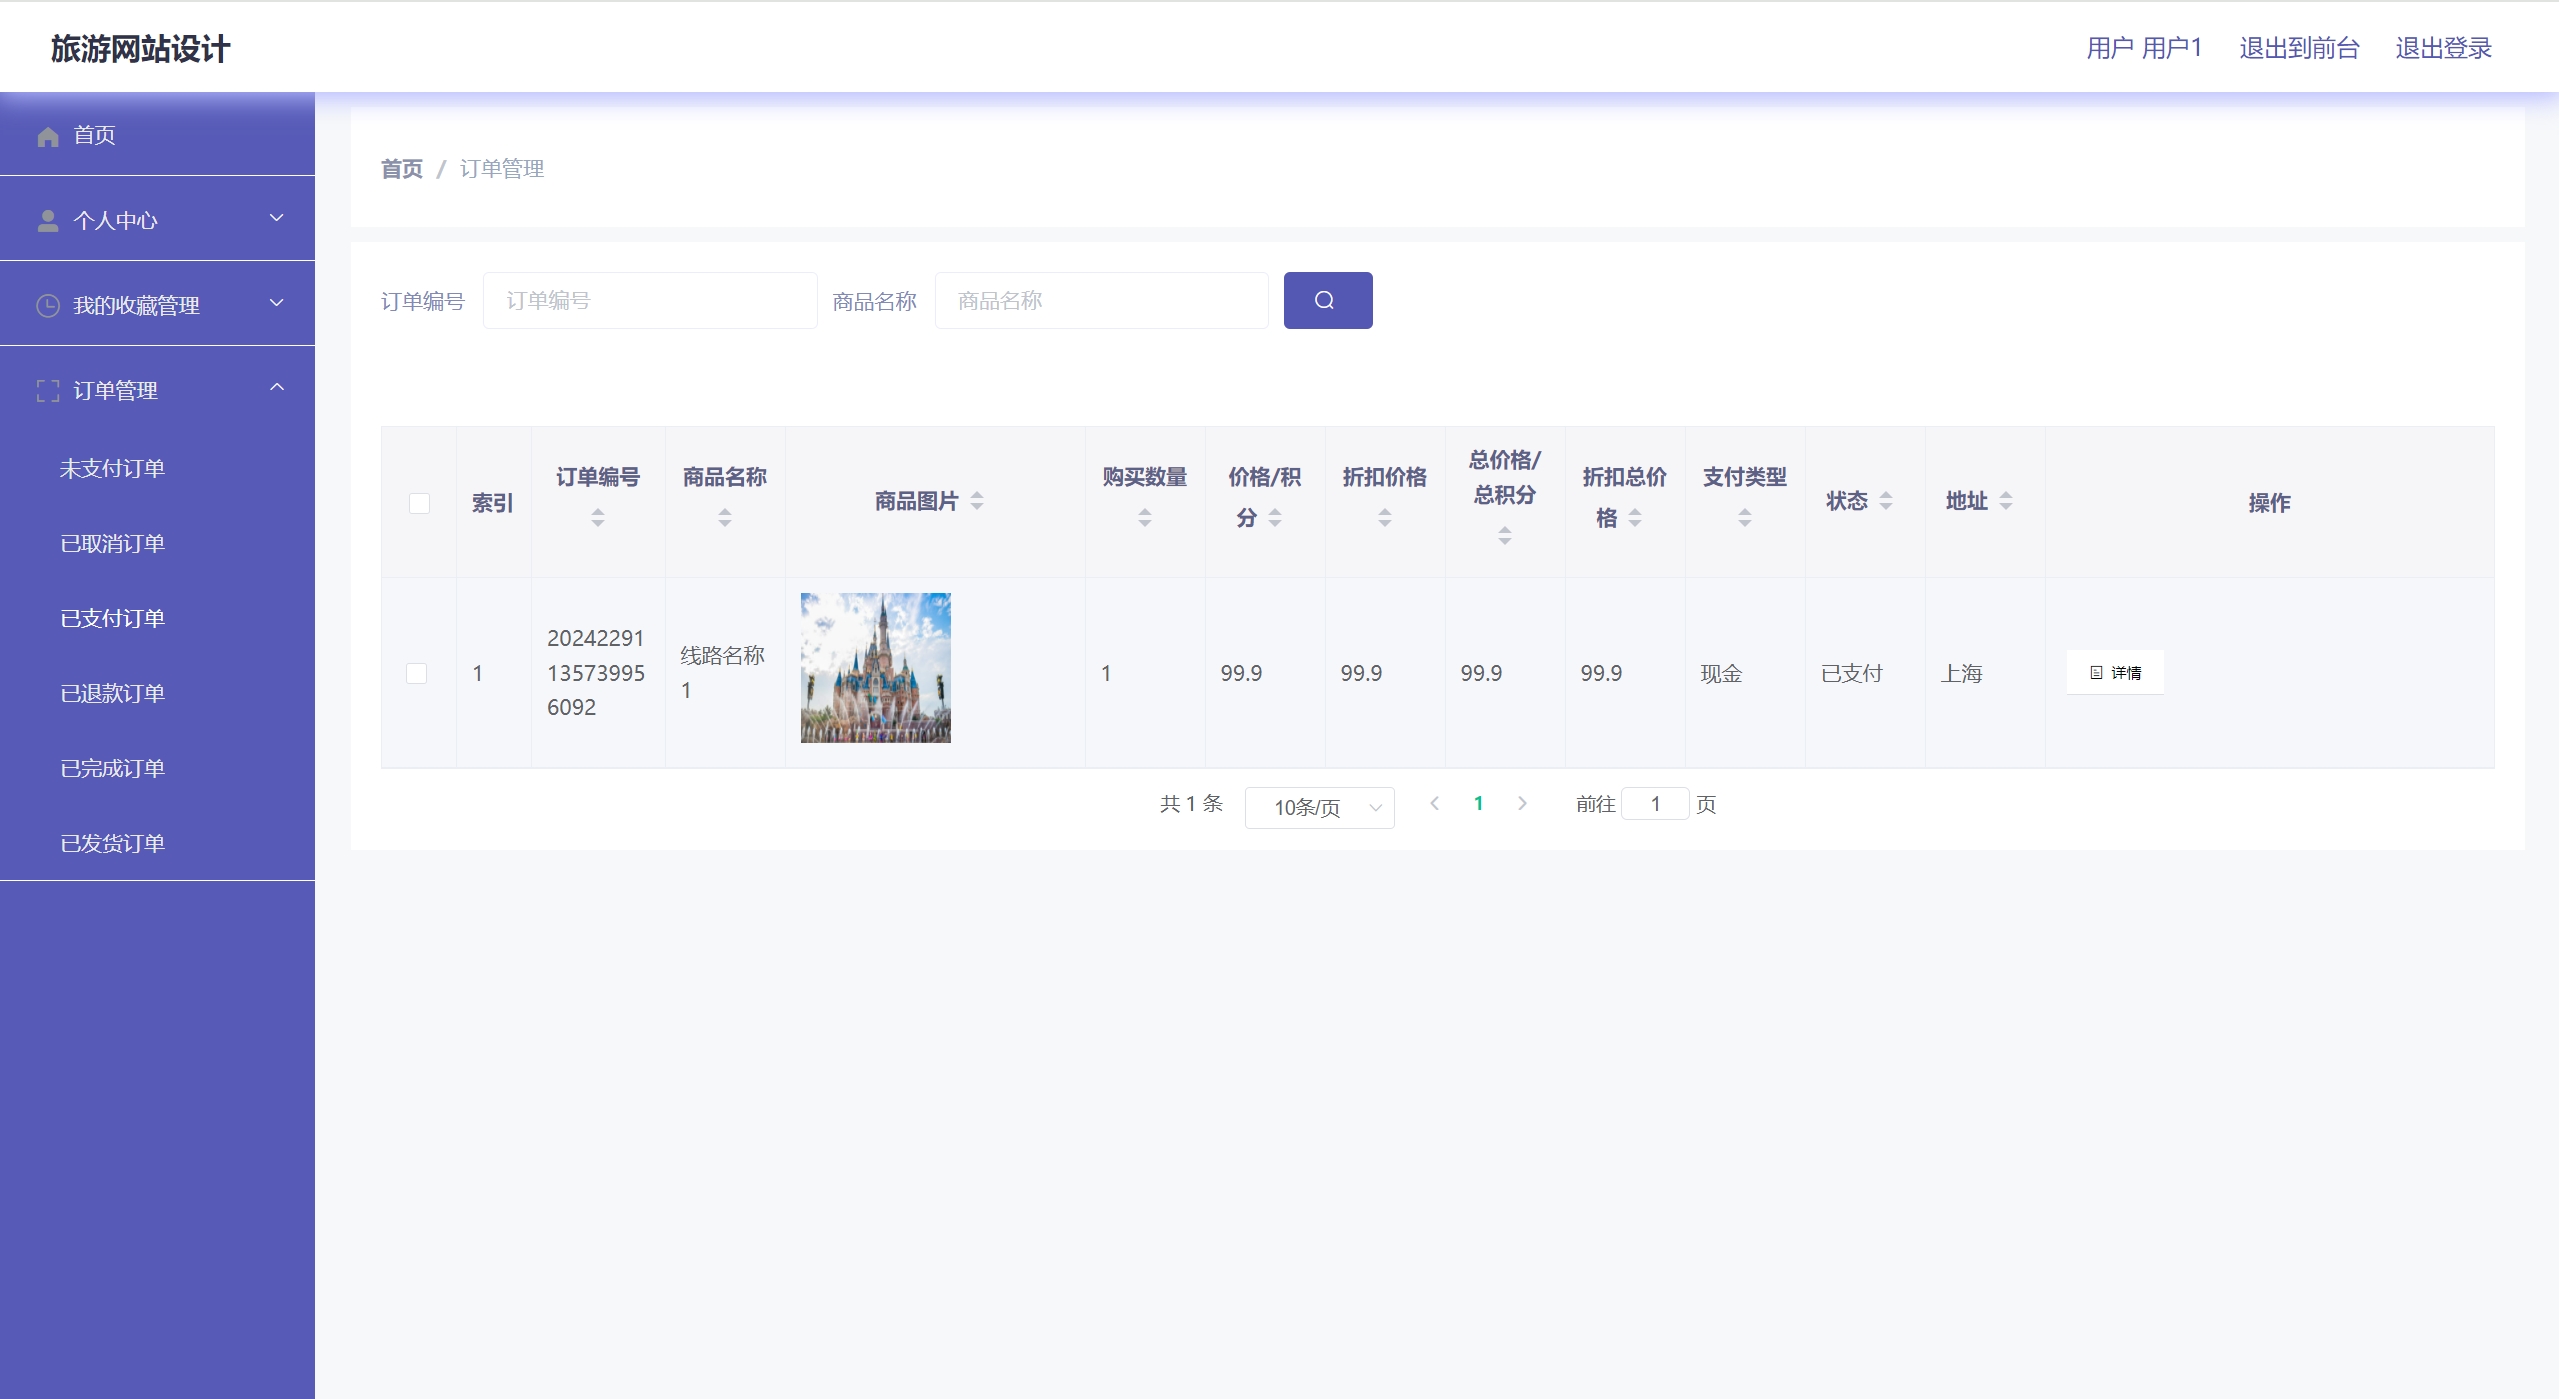 旅游网站设计
用户 用户1 退出到前台 退出登录
首页
个人中心
我的收藏管理
订单管理
未支付订单
已取消订单
已支付订单
已退款订单
已完成订单
已发货订单
首页 / 订单管理
订单编号 订单编号 商品名称 商品名称
索引
订单编号
商品名称
商品图片
购买数量
价格/积
分
折扣价格
总价格/
总积分
折扣总价
格
支付类型
状态
地址
操作
1
20242291
13573995
6092
线路名称
1
1
99.9
99.9
99.9
99.9
现金
已支付
上海
详情
共 1 条 10条/页 1 前往 1 页